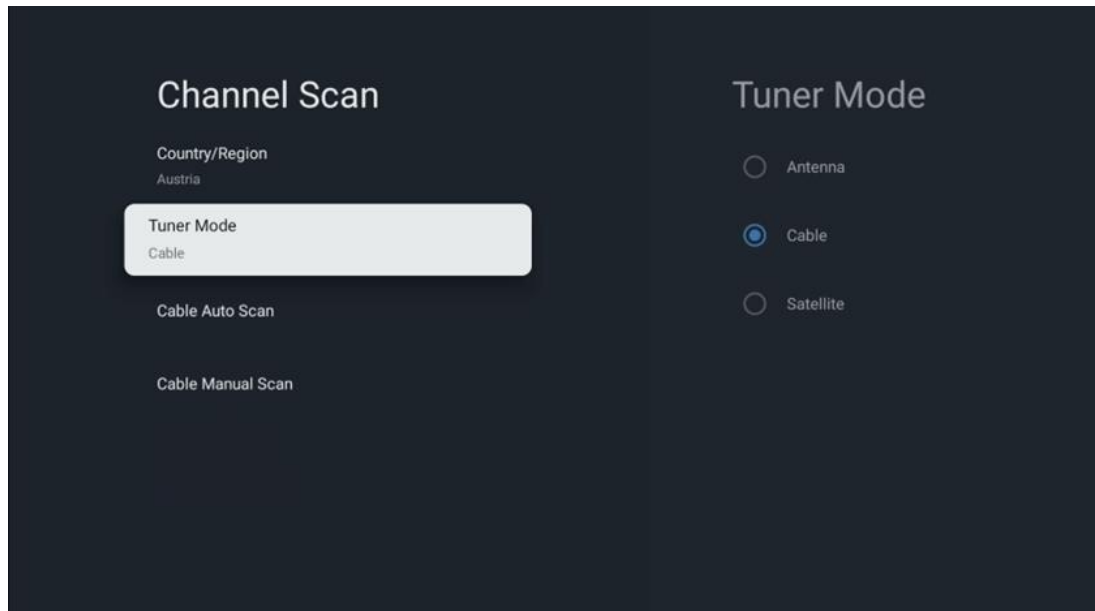 Channel Scan
Country/Region
Austria
Tuner Mode
Cable
Cable Auto Scan
Cable Manual Scan
Tuner Mode
Antenna
Cable
Satellite